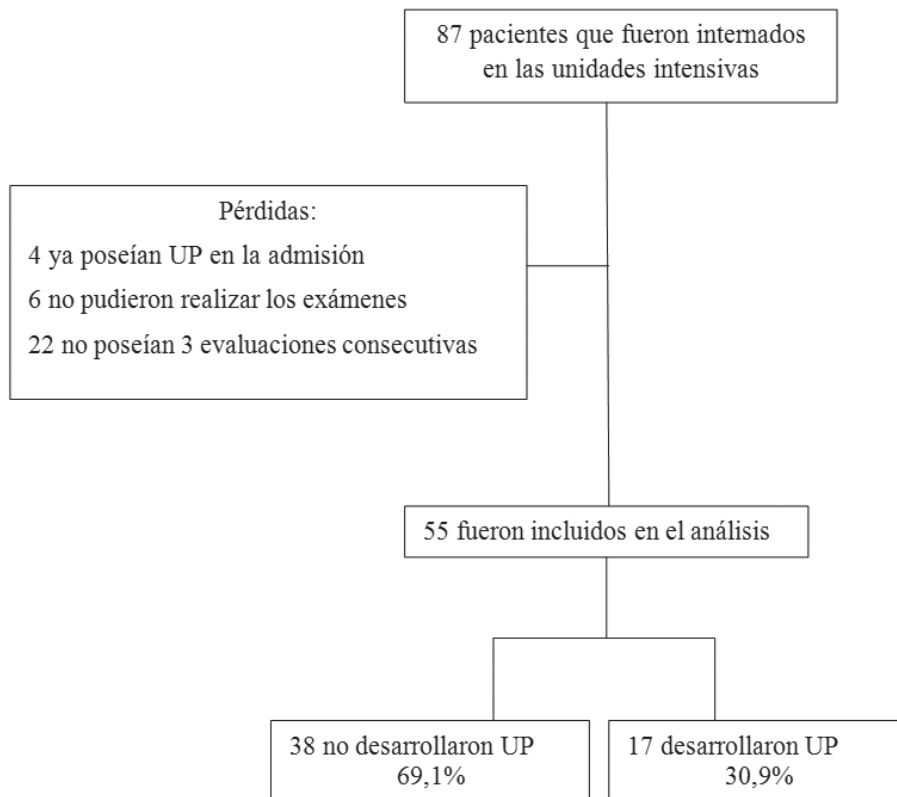 87 pacientes que fueron internados
en las unidades intensivas
Pérdidas:
4 ya poseían UP en la admisión
6 no pudieron realizar los exámenes
22 no poseían 3 evaluaciones consecutivas
55 fueron incluidos en el análisis
38 no desarrollaron UP
69,1%
17 desarrollaron UP
30,9%